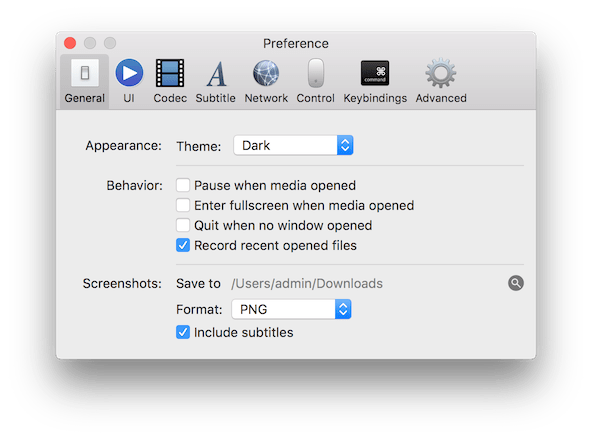 Preference
General UI Codec Subtitle Network Control Keybindings Advanced
⌘
command
Appearance: Theme: Dark
Behavior: Pause when media opened
Enter fullscreen when media opened
Quit when no window opened
Record recent opened files
Screenshots: Save to /Users/admin/Downloads
Format: PNG
Include subtitles